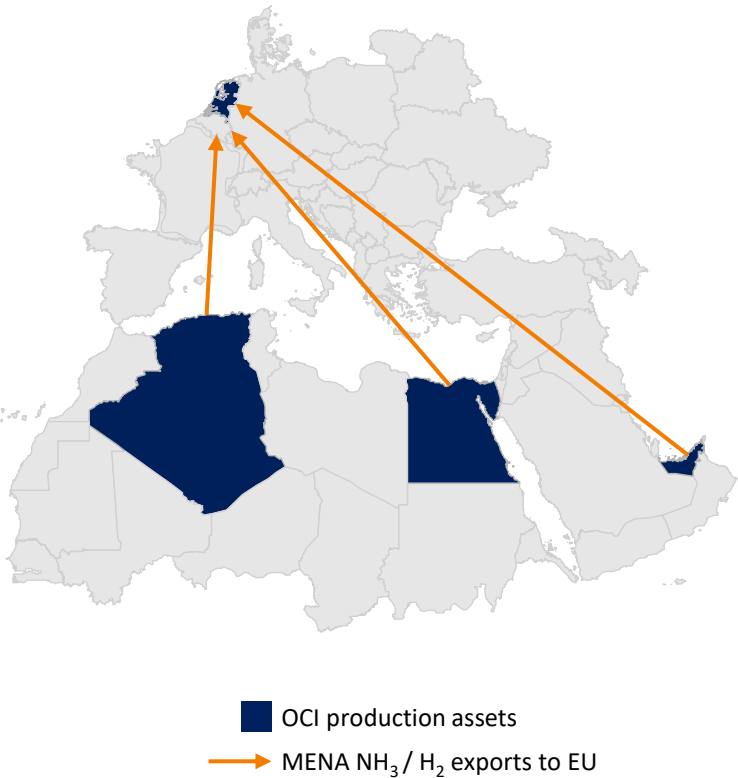 OCI production assets
MENA NH₃ / H₂ exports to EU